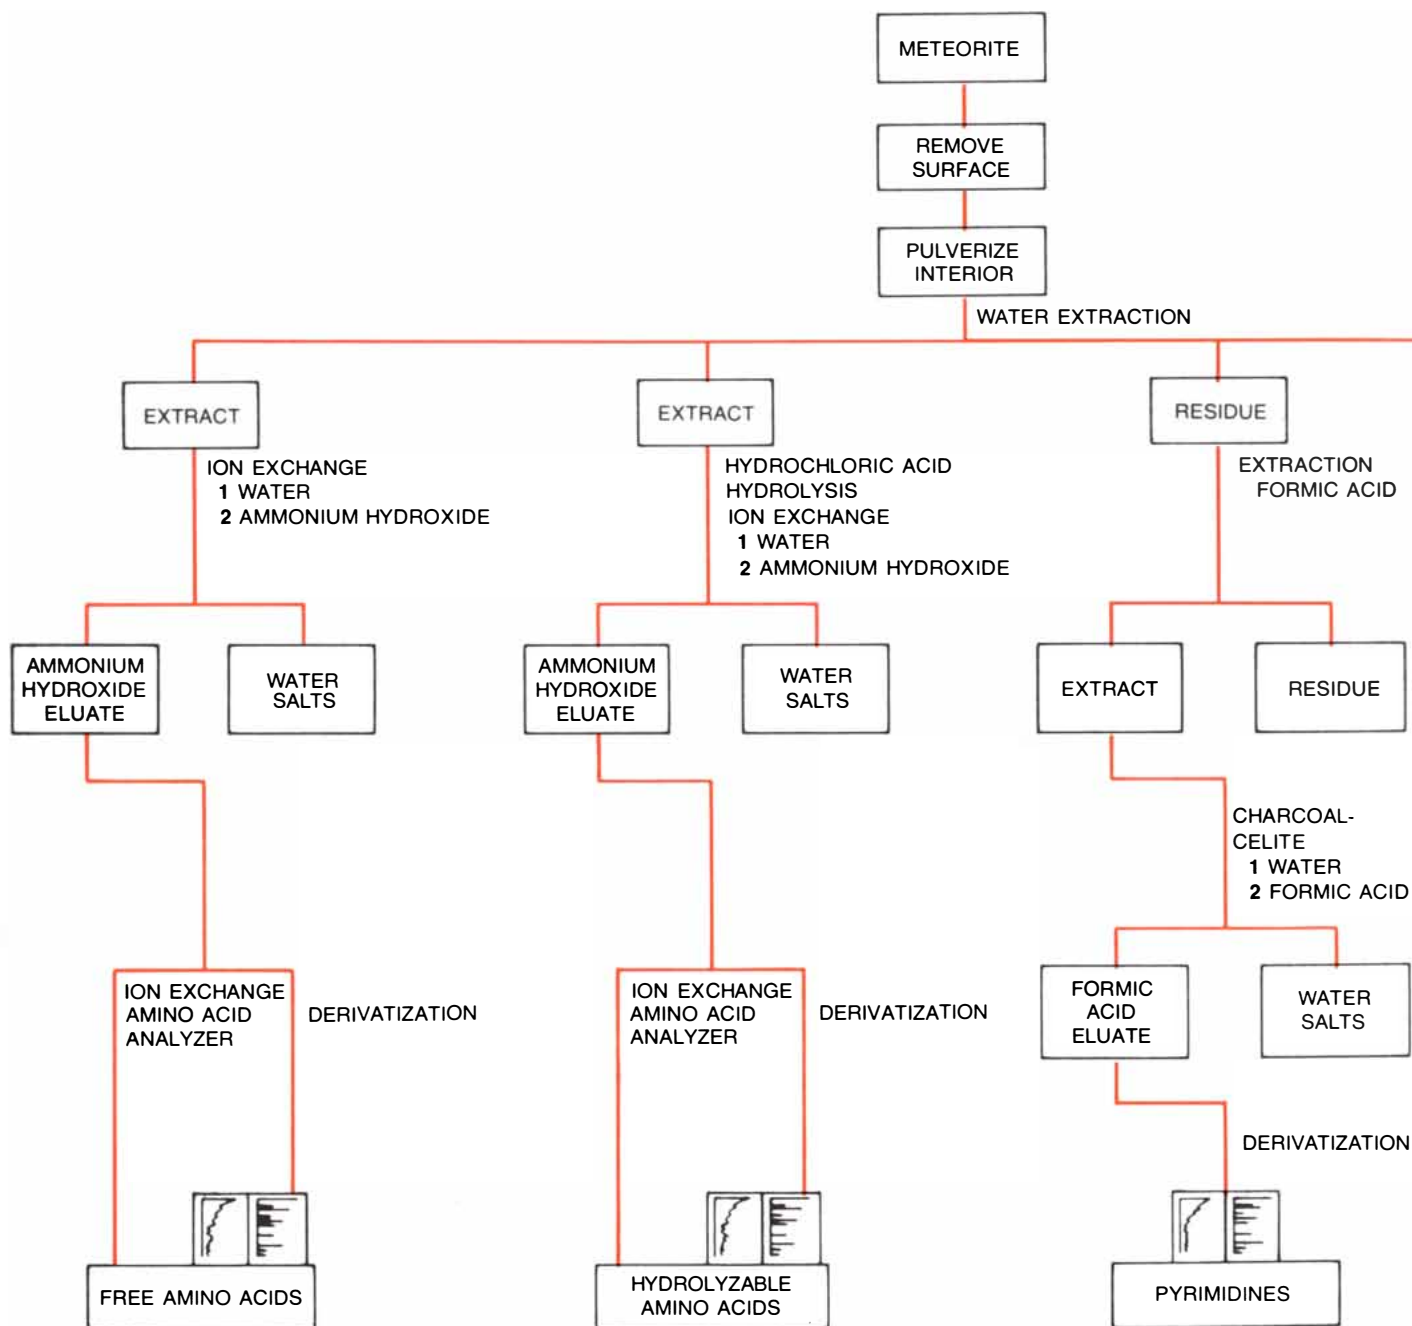 METEORITE
REMOVE
SURFACE
PULVERIZE
INTERIOR
WATER EXTRACTION
EXTRACT
EXTRACT
RESIDUE
ION EXCHANGE
1 WATER
2 AMMONIUM HYDROXIDE
HYDROCHLORIC ACID
HYDROLYSIS
ION EXCHANGE
1 WATER
2 AMMONIUM HYDROXIDE
EXTRACTION
FORMIC ACID
AMMONIUM
HYDROXIDE
ELUATE
WATER
SALTS
AMMONIUM
HYDROXIDE
ELUATE
WATER
SALTS
EXTRACT
RESIDUE
CHARCOAL-
CELITE
1 WATER
2 FORMIC ACID
ION EXCHANGE
AMINO ACID
ANALYZER
DERIVATIZATION
ION EXCHANGE
AMINO ACID
ANALYZER
DERIVATIZATION
FORMIC
ACID
ELUATE
WATER
SALTS
DERIVATIZATION
FREE AMINO ACIDS
HYDROLYZABLE
AMINO ACIDS
PYRIMIDINES